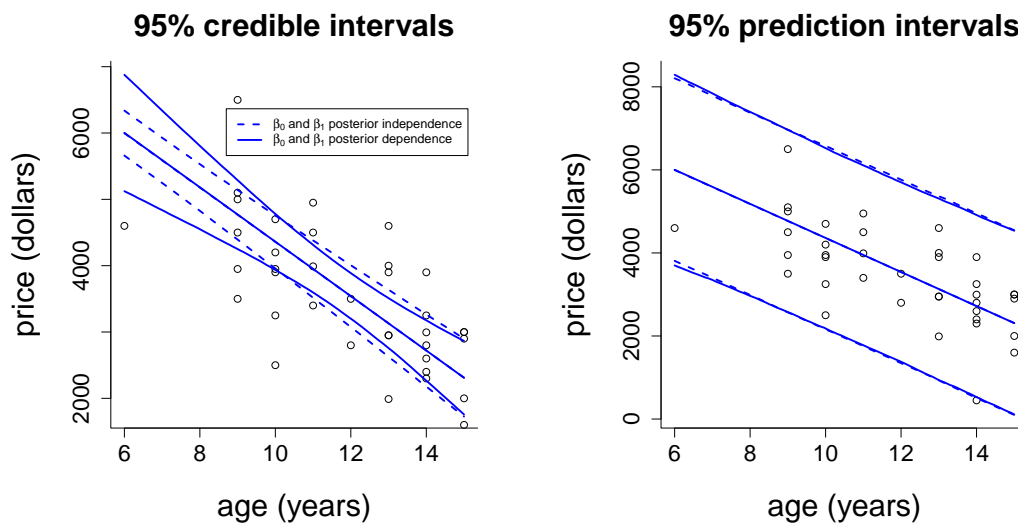 95% credible intervals
price (dollars)
2000 4000 6000
β0 and β1 posterior independence
β0 and β1 posterior dependence
6 8 10 12 14
age (years)
95% prediction intervals
price (dollars)
0 2000 4000 6000 8000
6 8 10 12 14
age (years)